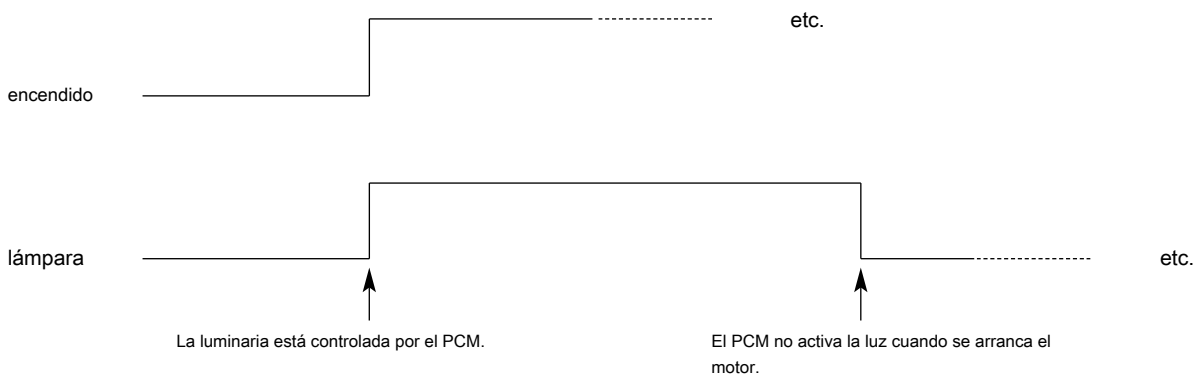 etc.
encendido
lámpara
etc.
La luminaria está controlada por el PCM.
El PCM no activa la luz cuando se arranca el
motor.